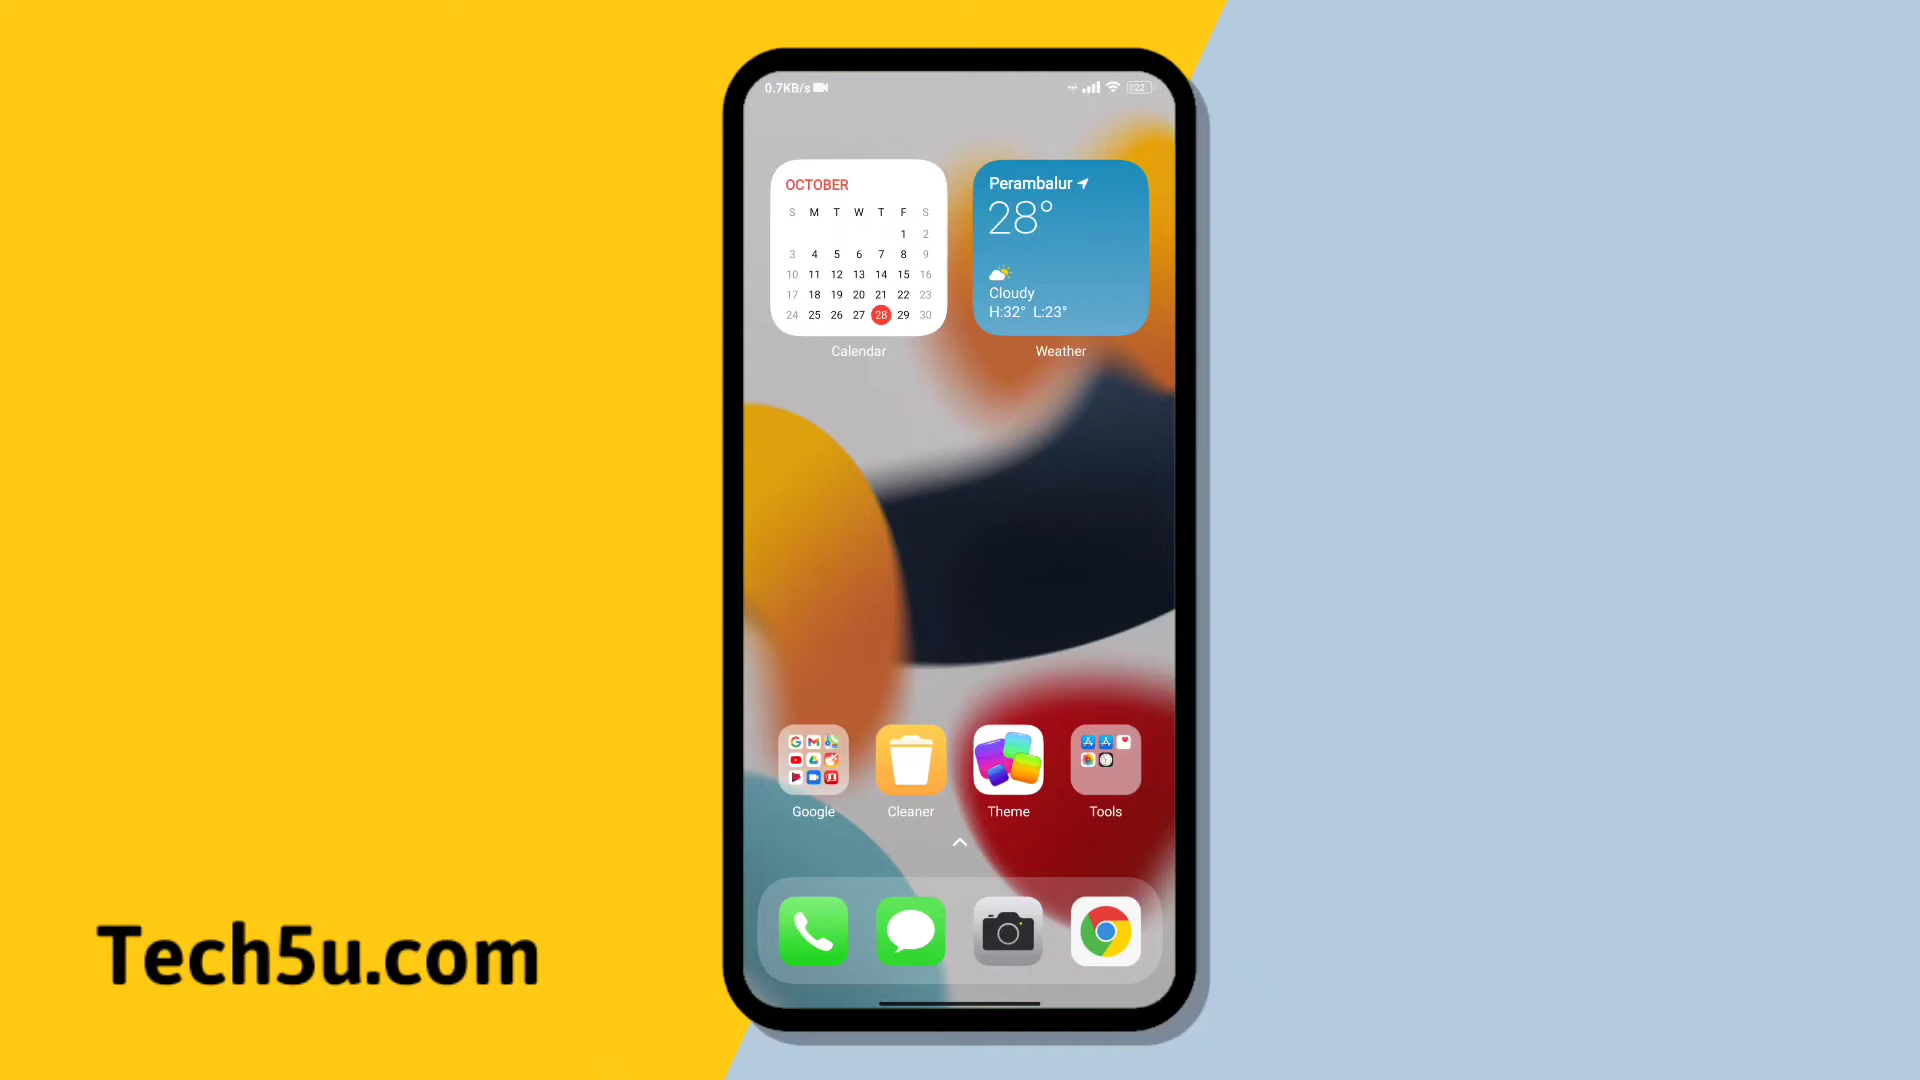 0.7KB/s
22
OCTOBER
S M T W T F S
1 2
3 4 5 6 7 8 9
10 11 12 13 14 15 16
17 18 19 20 21 22 23
24 25 26 27 28 29 30
Calendar
Perambalur
28°
Cloudy
H:32° L:23°
Weather
Google
Cleaner
Theme
Tools
Tech5u.com